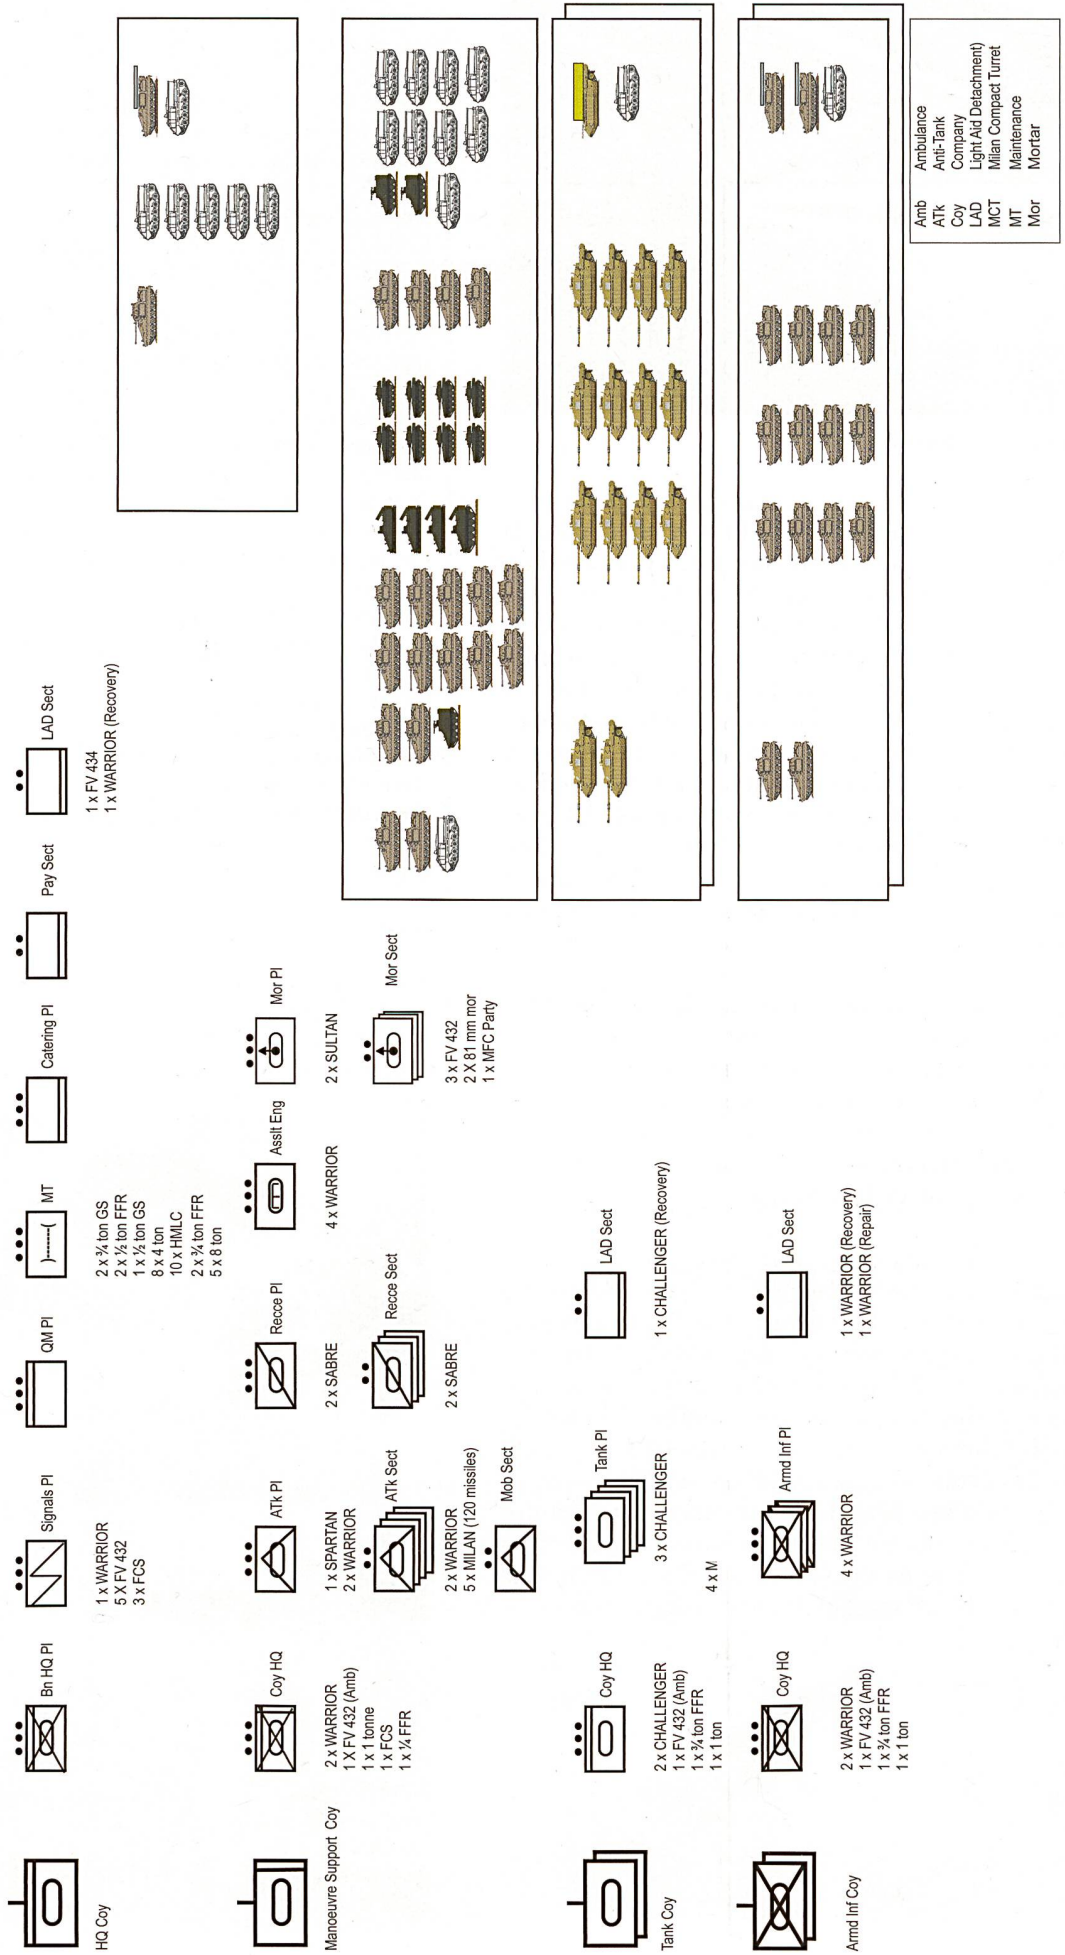 HQ Coy
Bn HQ Pl
Signals Pl
1 x WARRIOR
5 X FV 432
3 x FCS
QM Pl
MT
2 x ¾ ton GS
2 x ½ ton FFR
1 x ½ ton GS
8 x 4 ton
10 x HMLC
2 x ¾ ton FFR
5 x 8 ton
Catering Pl
Pay Sect
LAD Sect
1 x FV 434
1 x WARRIOR (Recovery)
Manoeuvre Support Coy
Coy HQ
2 x WARRIOR
1 X FV 432 (Amb)
1 x 1 tonne
1 x FCS
1 x ¼ FFR
ATk Pl
1 x SPARTAN
2 x WARRIOR
ATk Sect
2 x WARRIOR
5 x MILAN (120 missiles)
Mob Sect
Recce Pl
2 x SABRE
Recce Sect
2 x SABRE
Asslt Eng
4 x WARRIOR
Mor Pl
2 x SULTAN
Mor Sect
3 x FV 432
2 X 81 mm mor
1 x MFC Party
Tank Coy
Coy HQ
2 x CHALLENGER
1 x FV 432 (Amb)
1 x ¾ ton FFR
1 x 1 ton
Tank Pl
3 x CHALLENGER
4 x M
LAD Sect
1 x CHALLENGER (Recovery)
Armd Inf Coy
Coy HQ
2 x WARRIOR
1 x FV 432 (Amb)
1 x ¾ ton FFR
1 x 1 ton
Armd Inf Pl
4 x WARRIOR
LAD Sect
1 x WARRIOR (Recovery)
1 x WARRIOR (Repair)
Amb Ambulance
ATk Anti-Tank
Coy Company
LAD Light Aid Detachment)
MCT Milan Compact Turret
MT Maintenance
Mor Mortar